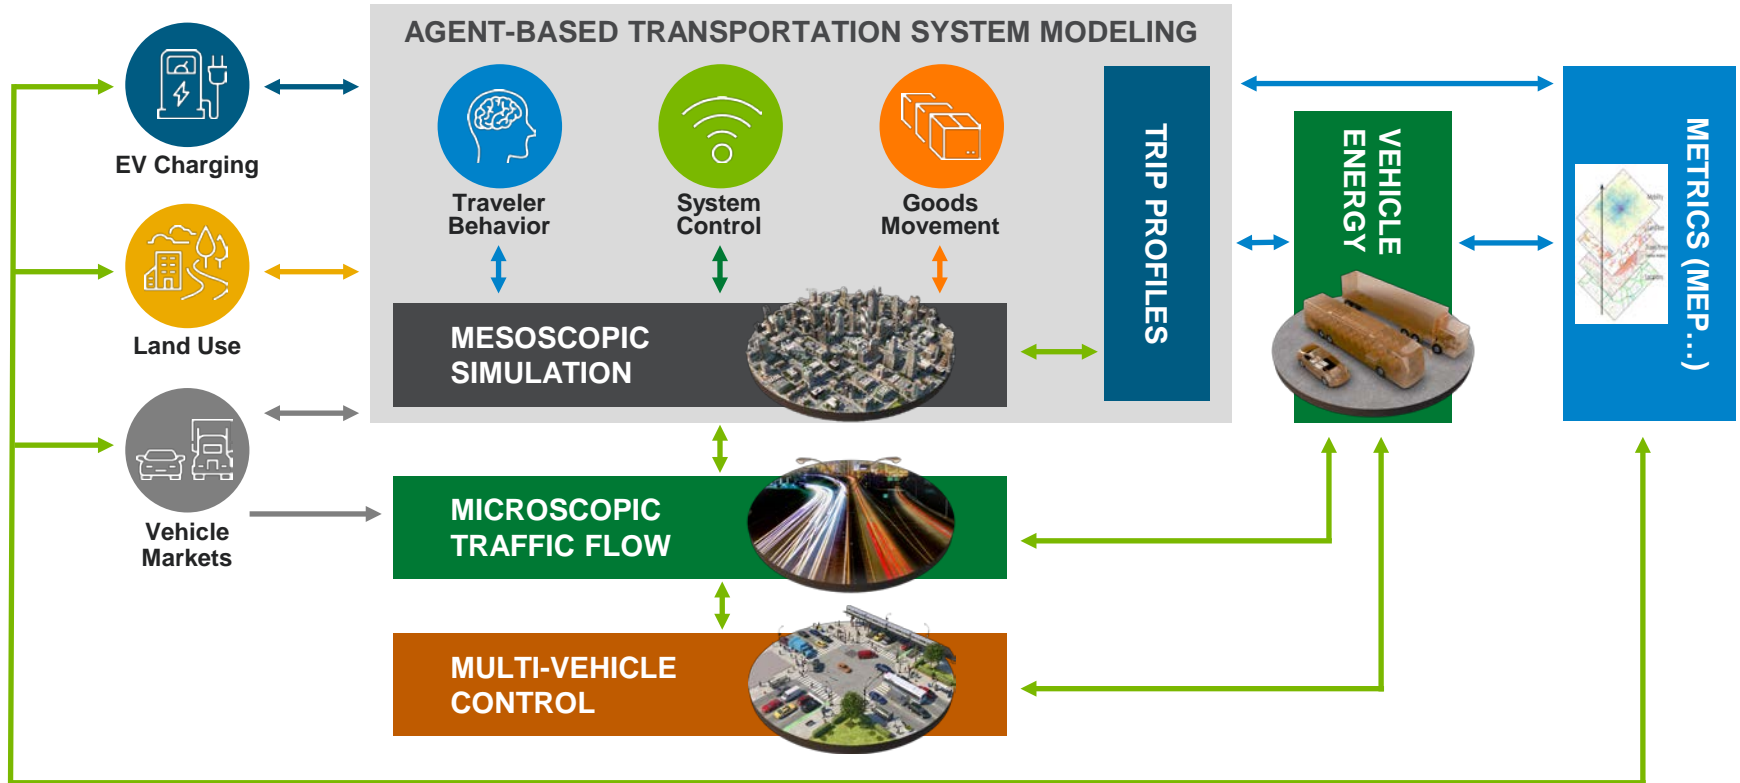 AGENT-BASED TRANSPORTATION SYSTEM MODELING
EV Charging
Land Use
Vehicle
Markets
Traveler
Behavior
System
Control
Goods
Movement
MESOSCOPIC
SIMULATION
TRIP PROFILES
VEHICLE
ENERGY
METRICS (MEP...)
Mobility
MICROSCOPIC
TRAFFIC FLOW
MULTI-VEHICLE
CONTROL